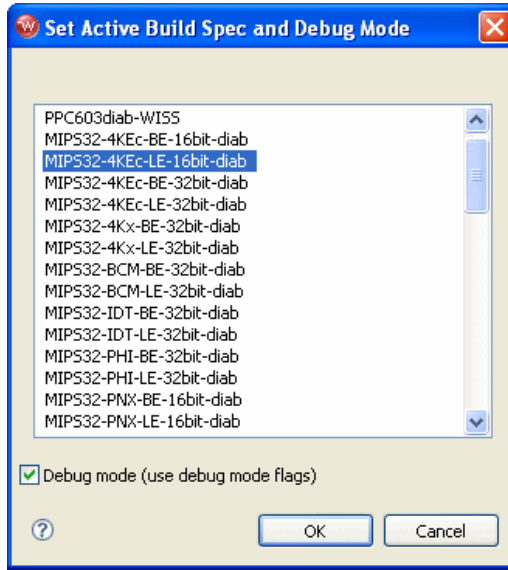 Set Active Build Spec and Debug Mode
PPC603diab-WISS
MIPS32-4KEc-BE-16bit-diab
MIPS32-4KEc-LE-16bit-diab
MIPS32-4KEc-BE-32bit-diab
MIPS32-4KEc-LE-32bit-diab
MIPS32-4Kx-BE-32bit-diab
MIPS32-4Kx-LE-32bit-diab
MIPS32-BCM-BE-32bit-diab
MIPS32-BCM-LE-32bit-diab
MIPS32-IDT-BE-32bit-diab
MIPS32-IDT-LE-32bit-diab
MIPS32-PHI-BE-32bit-diab
MIPS32-PHI-LE-32bit-diab
MIPS32-PNX-BE-16bit-diab
MIPS32-PNX-LE-16bit-diab
Debug mode (use debug mode flags)
? OK Cancel